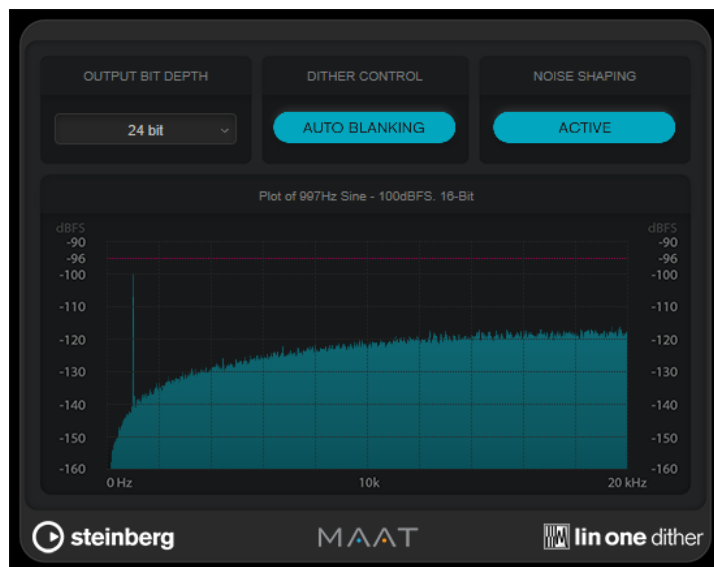 OUTPUT BIT DEPTH DITHER CONTROL NOISE SHAPING
24 bit AUTO BLANKING ACTIVE
Plot of 997Hz Sine - 100dBFS. 16-Bit
dBFS dBFS
-90 -90
-96 -96
-100 -100
-110 -110
-120 -120
-130 -130
-140 -140
-150 -150
-160 -160
0 Hz 10k 20 kHz
steinberg MAAT lin one dither